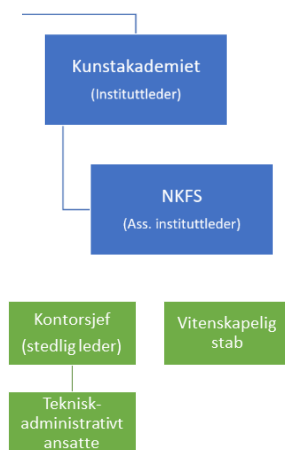 Kunstakademiet
(Instituttleder)
NKFS
(Ass. instituttleder)
Kontorsjef
(stedlig leder)
Vitenskapelig
stab
Teknisk-
administrativt
ansatte